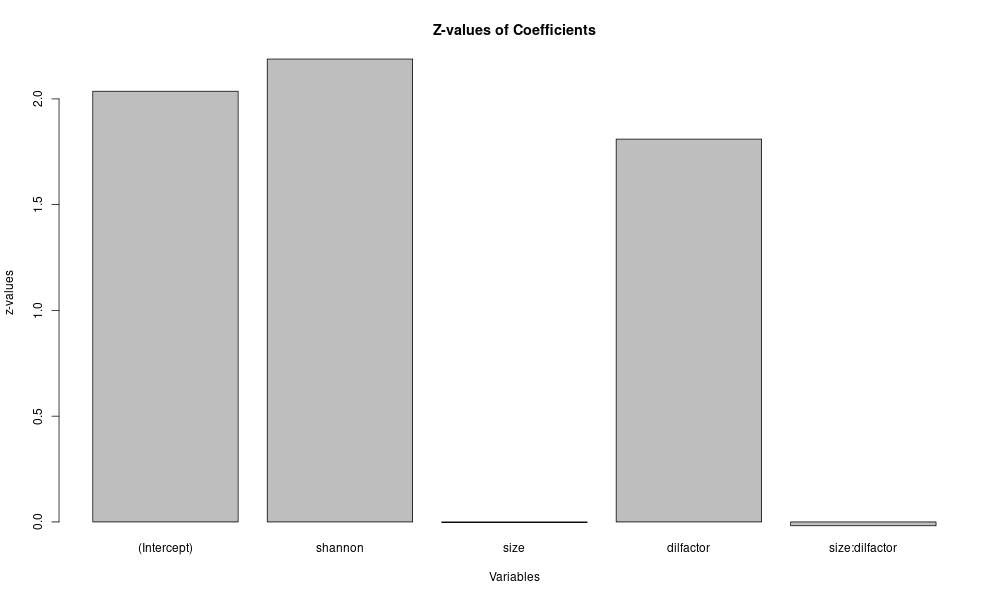 Z-values of Coefficients
z-values
2.0
1.5
1.0
0.5
0.0
(Intercept) shannon size dilfactor size:dilfactor
Variables